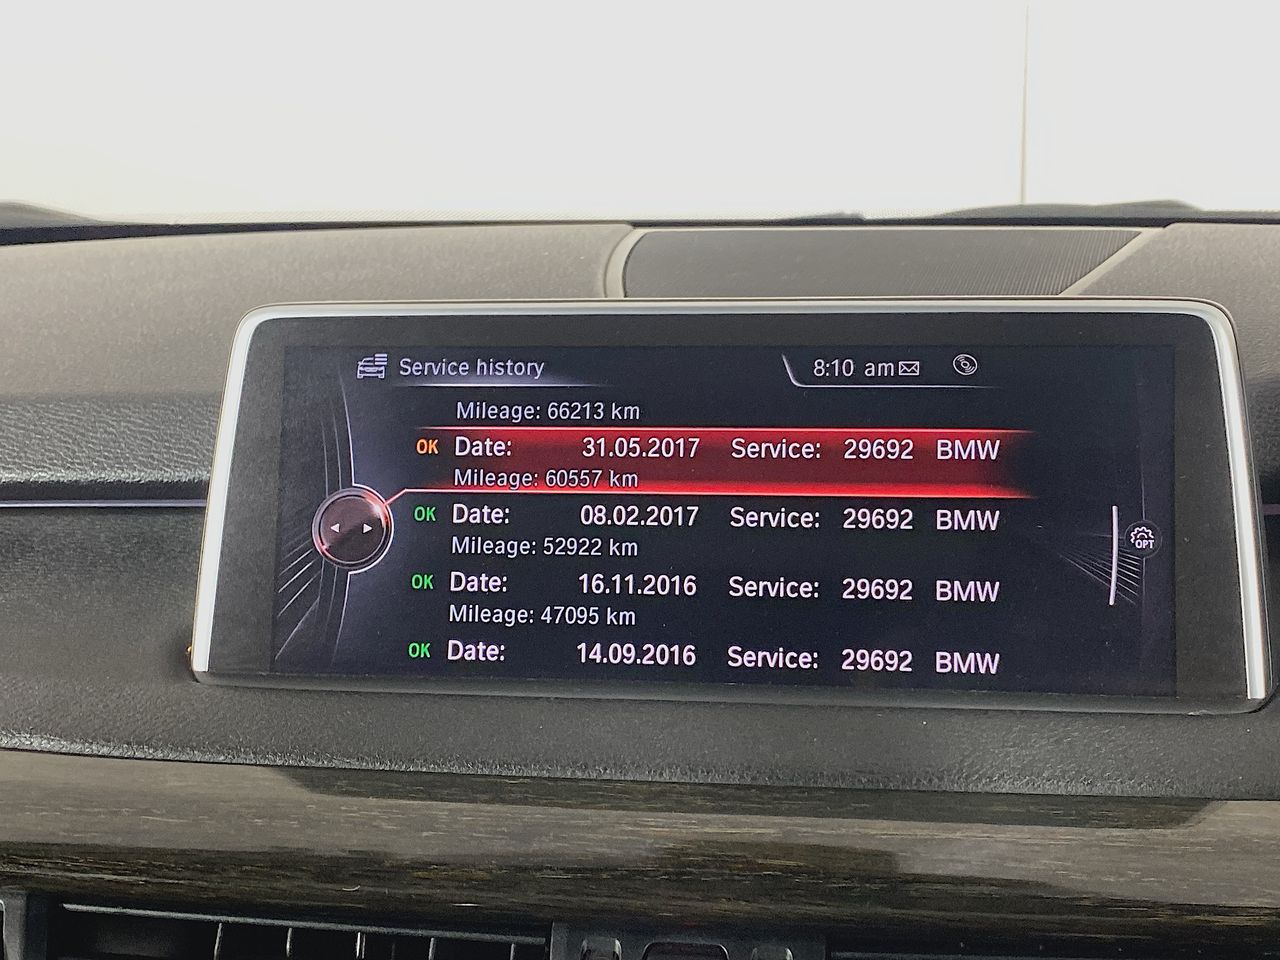 Service history 8:10 am
Mileage: 66213 km
OK Date: 31.05.2017 Service: 29692 BMW
Mileage: 60557 km
OK Date: 08.02.2017 Service: 29692 BMW
Mileage: 52922 km
OPT
OK Date: 16.11.2016 Service: 29692 BMW
Mileage: 47095 km
OK Date: 14.09.2016 Service: 29692 BMW